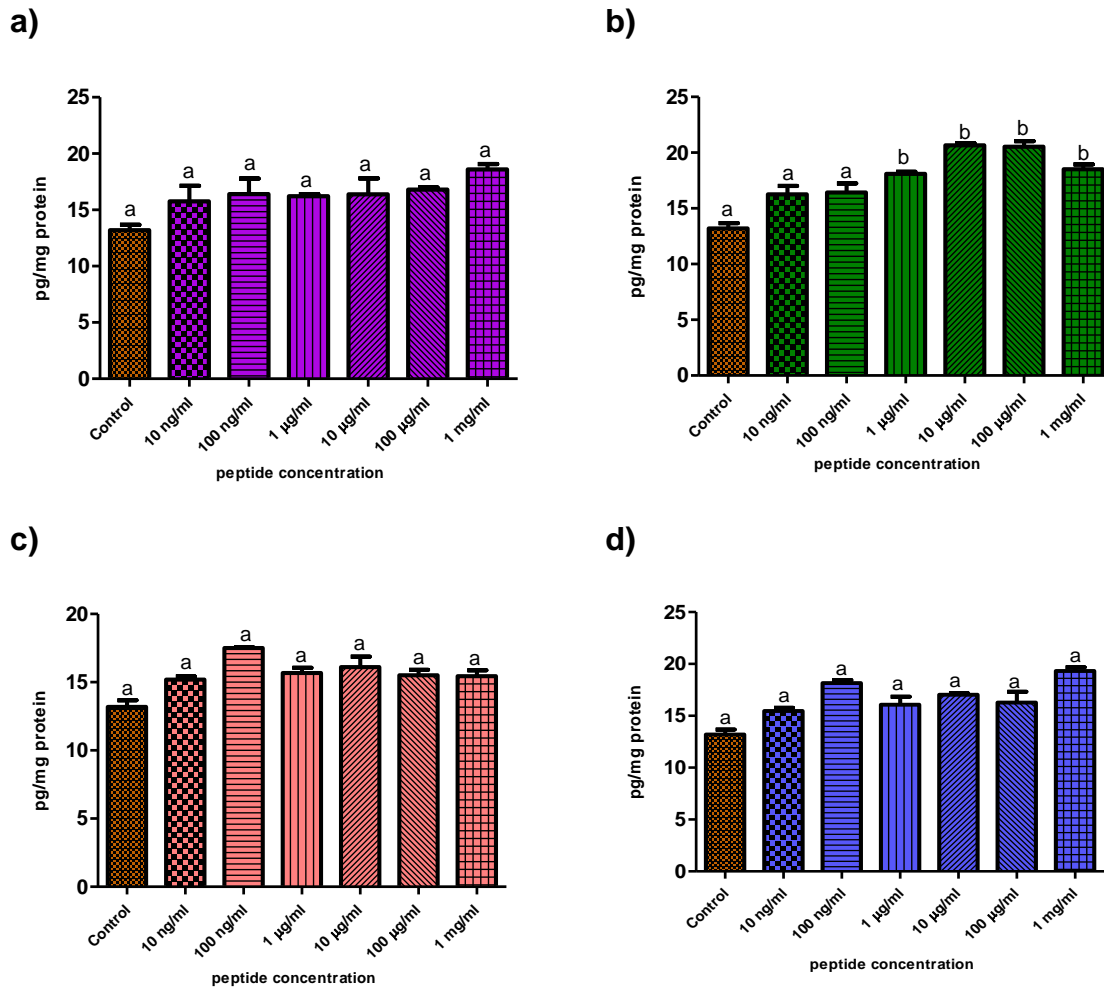 a)
pg/mg protein
25
20
15
10
5
0
a a a a a a a
Control 10 ng/ml 100 ng/ml 1 µg/ml 10 µg/ml 100 µg/ml 1 mg/ml
peptide concentration
b)
pg/mg protein
25
20
15
10
5
0
a a a b b b b
Control 10 ng/ml 100 ng/ml 1 µg/ml 10 µg/ml 100 µg/ml 1 mg/ml
peptide concentration
c)
pg/mg protein
20
15
10
5
0
a a a a a a a
Control 10 ng/ml 100 ng/ml 1 µg/ml 10 µg/ml 100 µg/ml 1 mg/ml
peptide concentration
d)
pg/mg protein
25
20
15
10
5
0
a a a a a a a
Control 10 ng/ml 100 ng/ml 1 µg/ml 10 µg/ml 100 µg/ml 1 mg/ml
peptide concentration